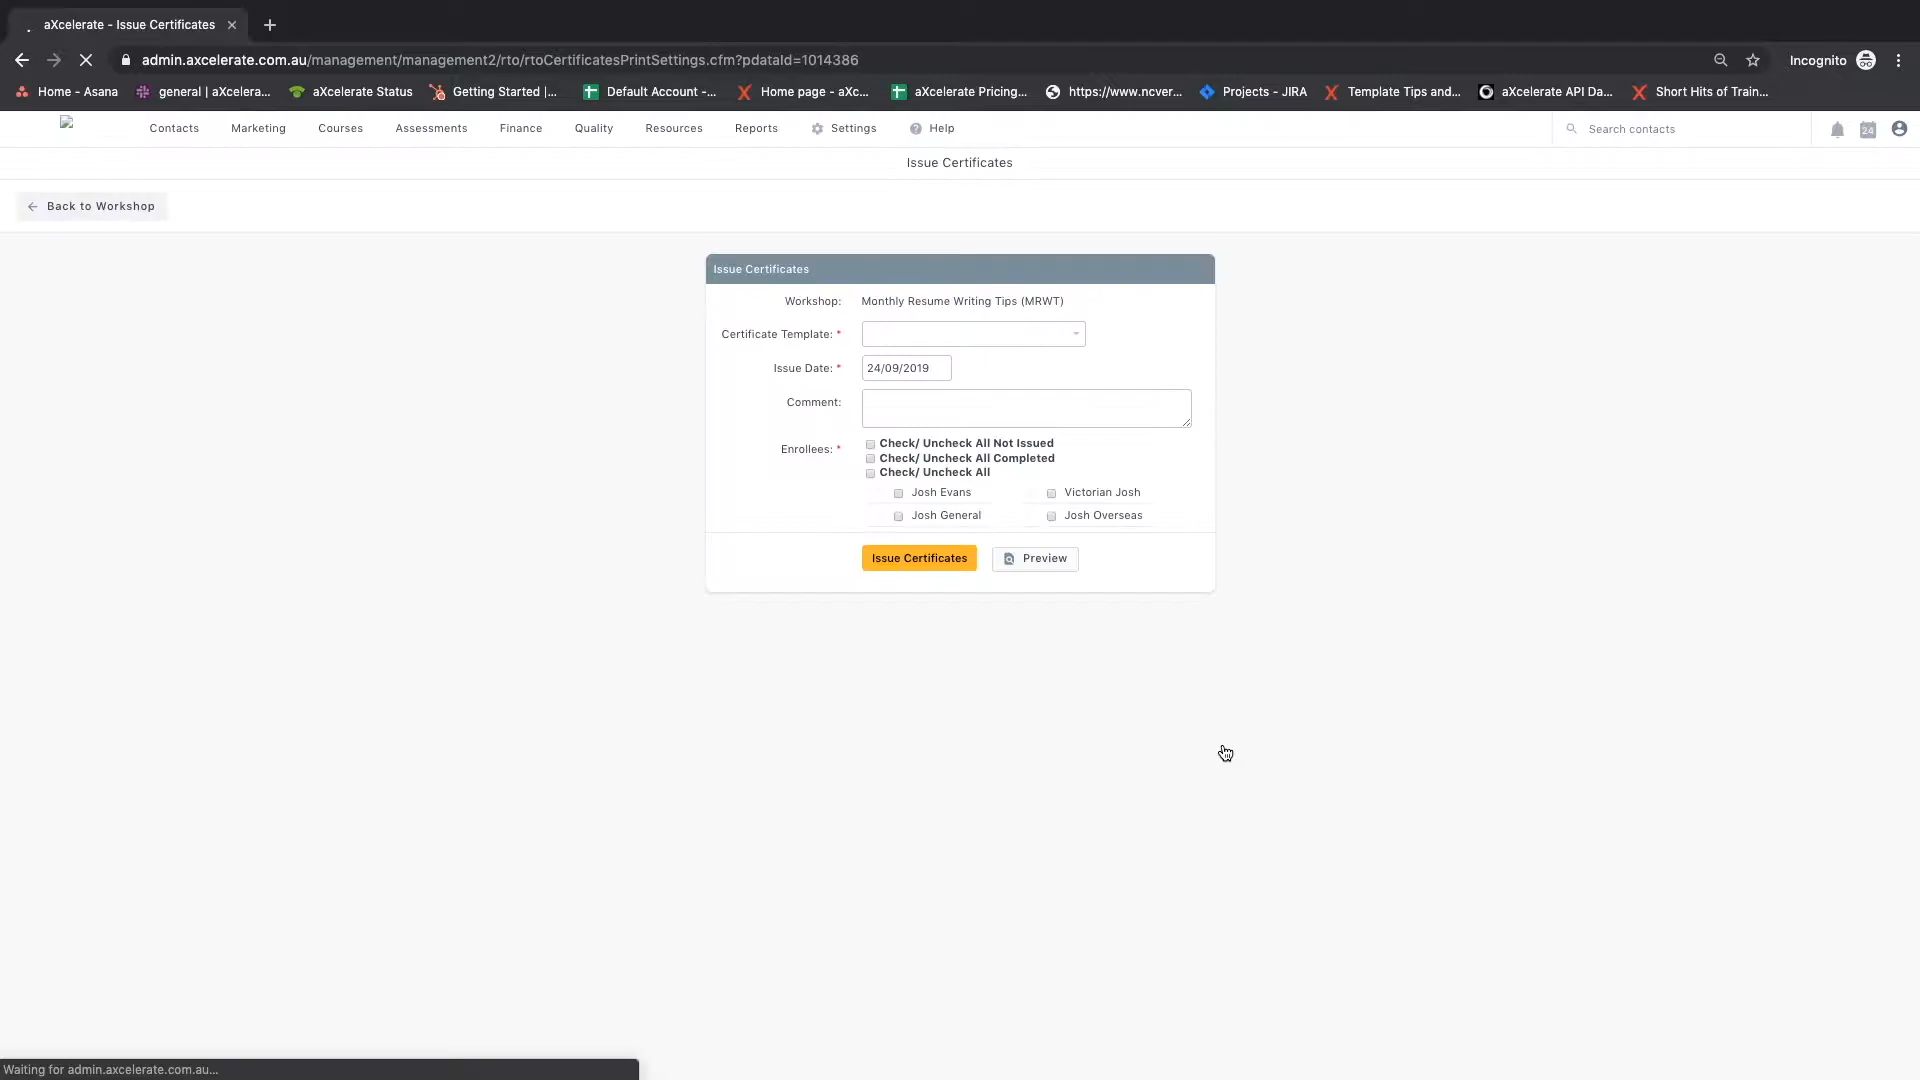 aXcelerate - Issue Certificates
admin.axcelerate.com.au/management/management2/rto/rtoCertificatesPrintSettings.cfm?pdataId=1014386
Incognito
Home - Asana general | aXcelera... aXcelerate Status Getting Started |... Default Account -... Home page - aXc... aXcelerate Pricing... https://www.ncver... Projects - JIRA Template Tips and... aXcelerate API Da... Short Hits of Train...
Contacts Marketing Courses Assessments Finance Quality Resources Reports Settings Help Search contacts 24
Issue Certificates
Back to Workshop
Issue Certificates
Workshop: Monthly Resume Writing Tips (MRWT)
Certificate Template: *
Issue Date: * 24/09/2019
Comment:
Enrollees: * Check/ Uncheck All Not Issued
Check/ Uncheck All Completed
Check/ Uncheck All
Josh Evans Victorian Josh
Josh General Josh Overseas
Issue Certificates Preview
Waiting for admin.axcelerate.com.au...